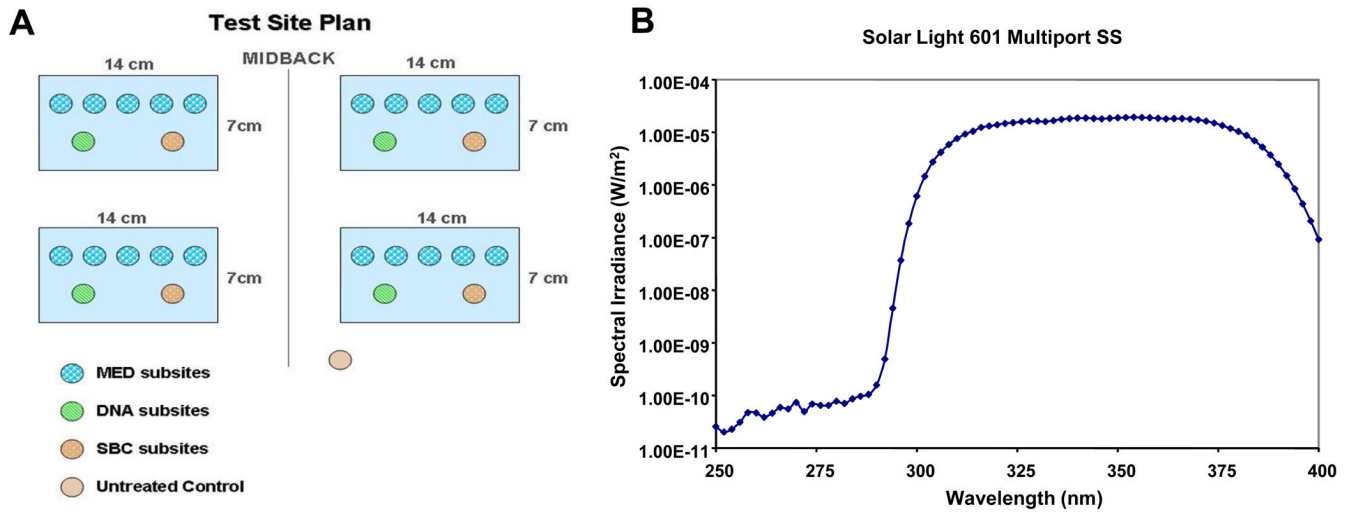 A
Test Site Plan
MIDBACK
14 cm
7cm
14 cm
7 cm
14 cm
7cm
14 cm
7 cm
MED subsites
DNA subsites
SBC subsites
Untreated Control
B
Solar Light 601 Multiport SS
Spectral Irradiance (W/m²)
1.00E-04
1.00E-05
1.00E-06
1.00E-07
1.00E-08
1.00E-09
1.00E-10
1.00E-11
250
275
300
325
350
375
400
Wavelength (nm)